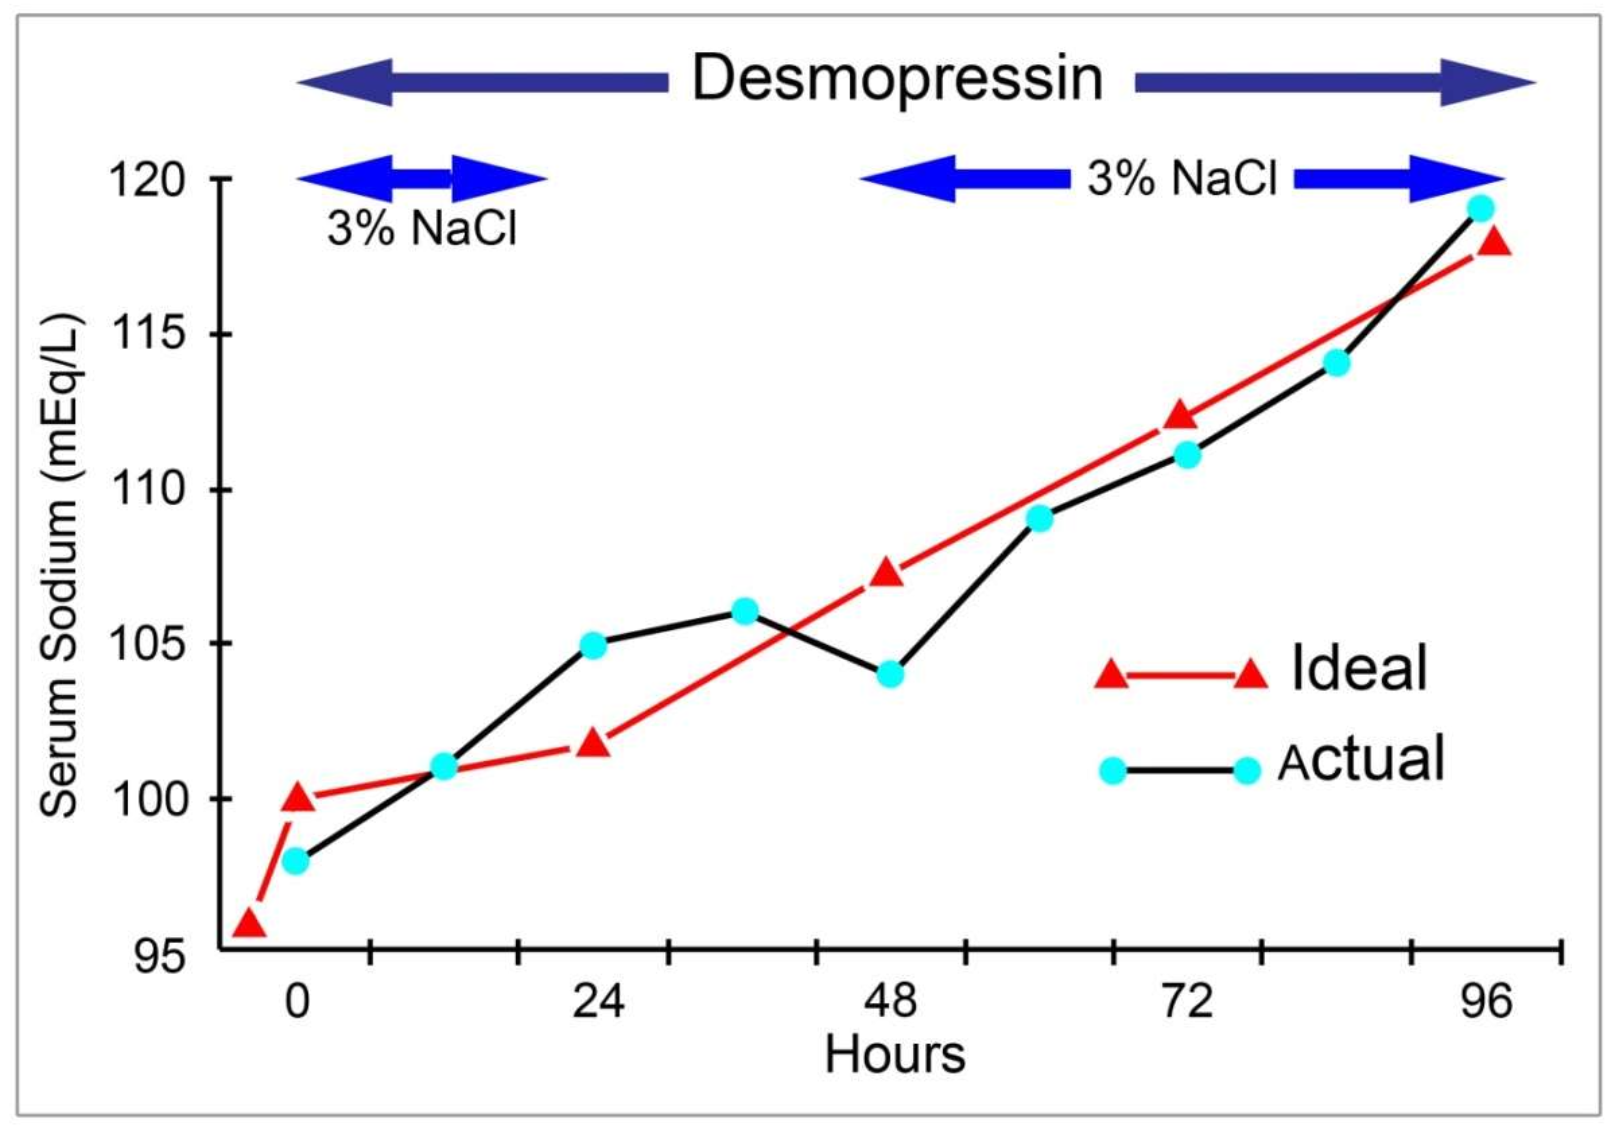 Desmopressin
3% NaCl
3% NaCl
120
115
110
105
100
95
Serum Sodium (mEq/L)
Ideal
Actual
0 24 48 72 96
Hours